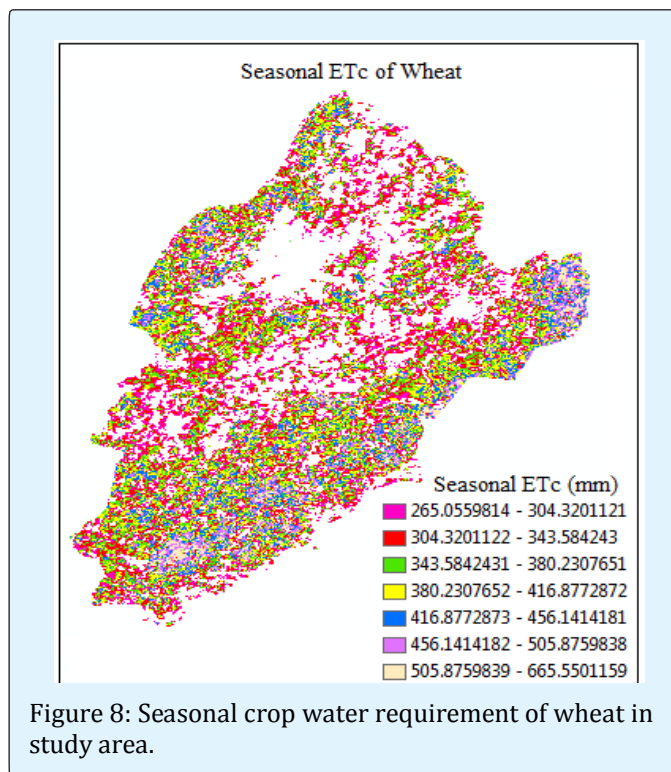 Seasonal ETc of Wheat
Seasonal ETc (mm)
265.0559814 - 304.3201121
304.3201122 - 343.584243
343.5842431 - 380.2307651
380.2307652 - 416.8772872
416.8772873 - 456.1414181
456.1414182 - 505.8759838
505.8759839 - 665.5501159
Figure 8: Seasonal crop water requirement of wheat in
study area.